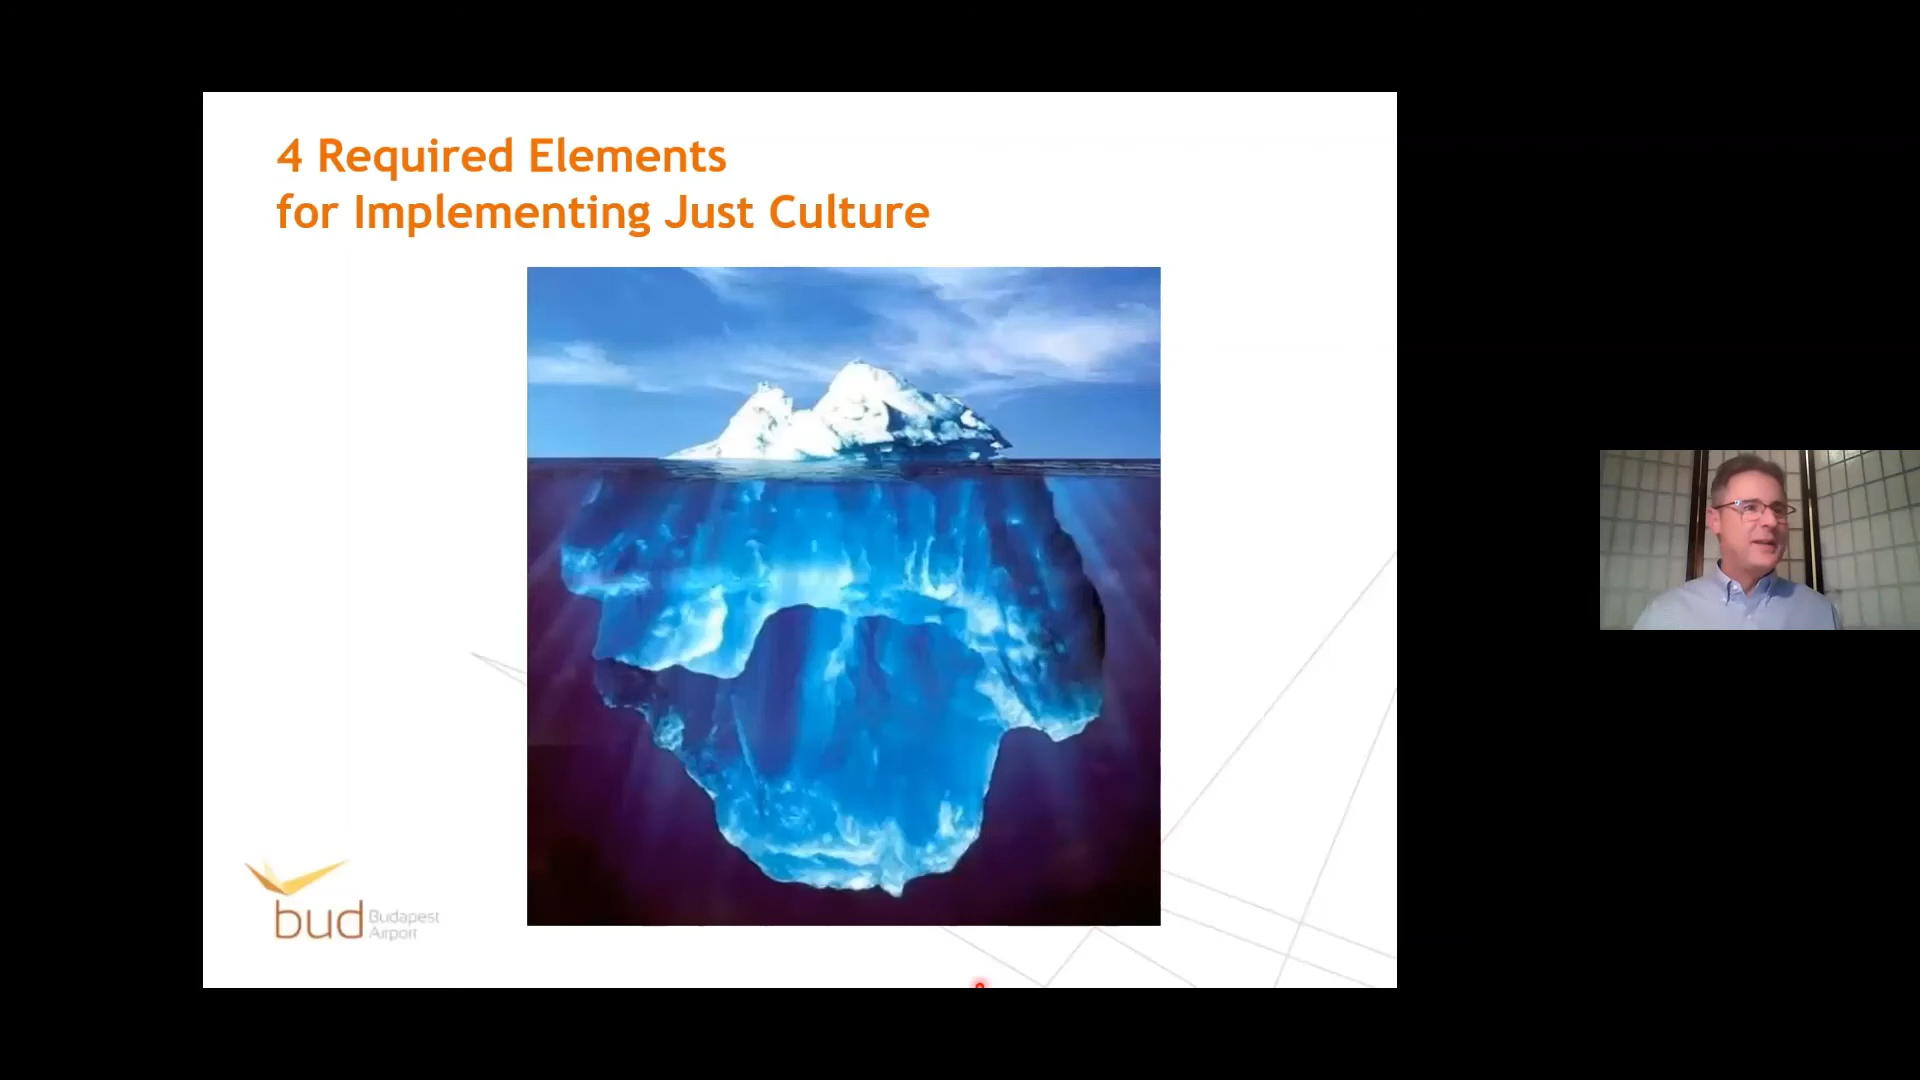 4 Required Elements
for Implementing Just Culture
bud Budapest
Airport